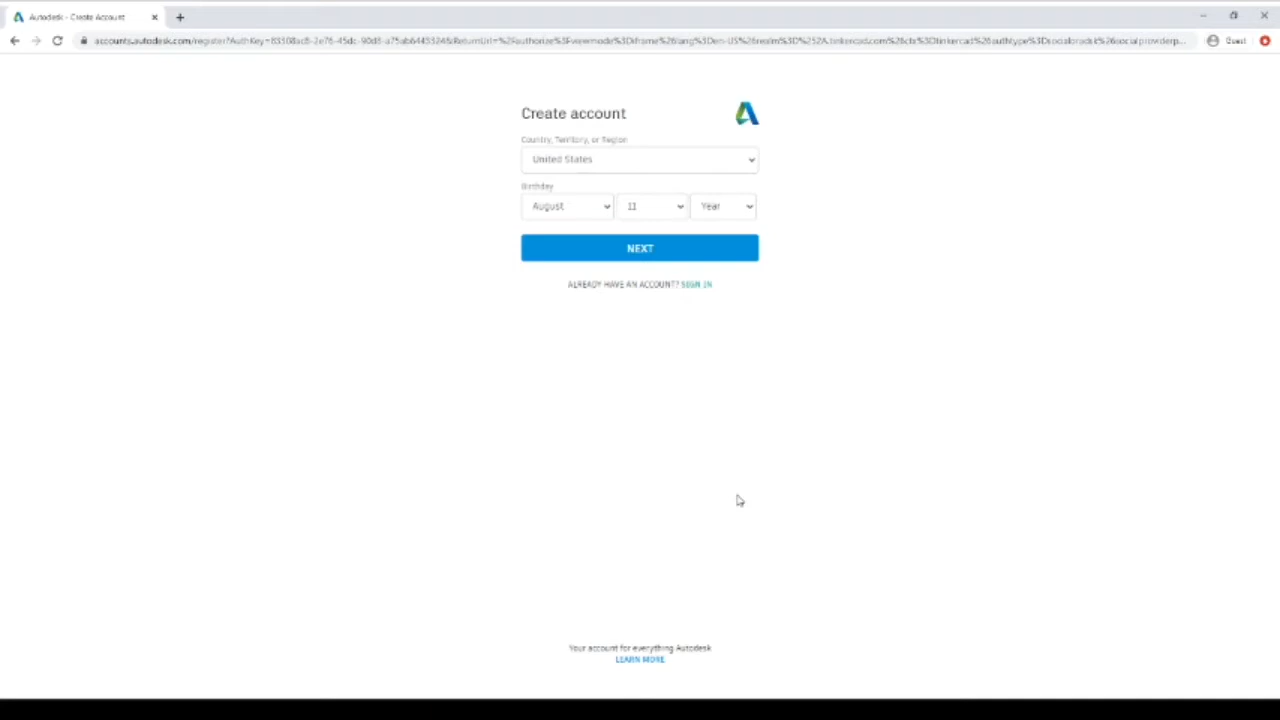 Autodesk - Create Account
Guest
Create account
Country, Territory, or Region
United States
Birthday
August 11 Year
NEXT
ALREADY HAVE AN ACCOUNT? SIGN IN
Your account for everything Autodesk
LEARN MORE